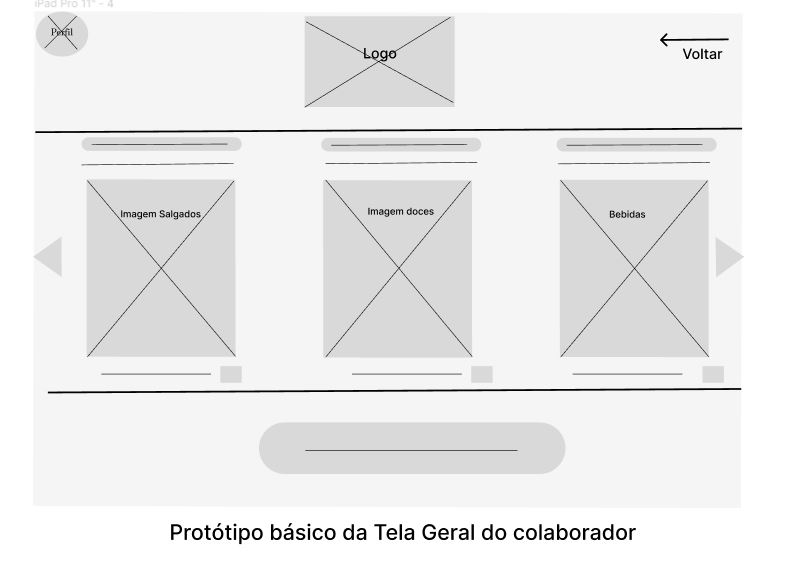 iPad Pro 11" - 4
Perfil
Logo
Voltar
Imagem Salgados
Imagem doces
Bebidas
Protótipo básico da Tela Geral do colaborador